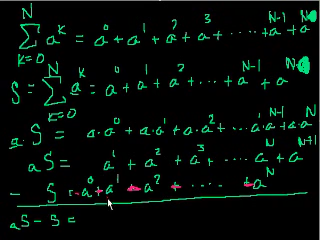 N
∑ a^k = a^0 + a^1 + a^2 + a^3 + ⋯ + a^{N-1} + a^N
k=0
S = ∑_{k=0}^{N} a^k = a^0 + a^1 + a^2 + ⋯ + a^{N-1} + a^N
a·S = a·a^0 + a·a^1 + a·a^2 + ⋯ a·a^{N-1} + a·a^N
aS = a^1 + a^2 + a^3 + ⋯ a^N + a^{N+1}
- S = -a^0 + a^1 - a^2 + ⋯ + a^N
aS - S =